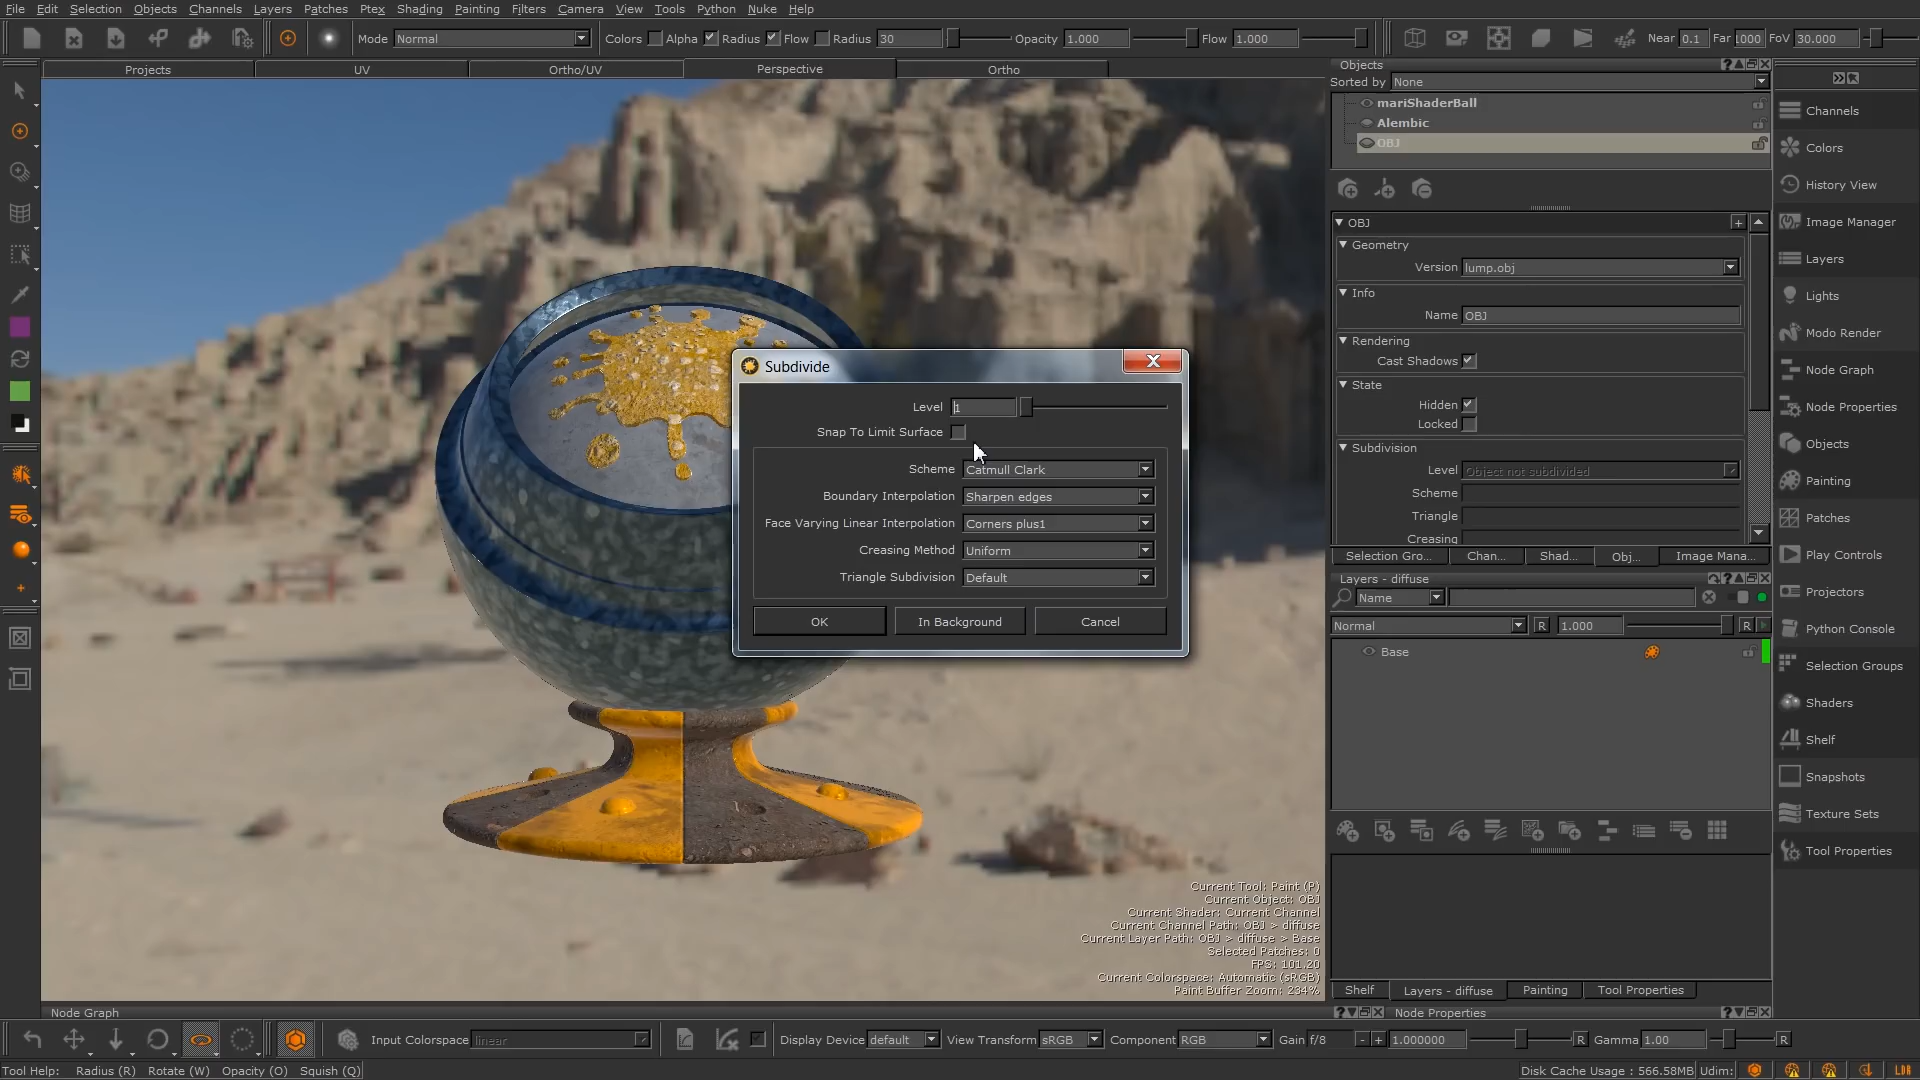 File Edit Selection Objects Channels Layers Patches Ptex Shading Painting Filters Camera View Tools Python Nuke Help
Mode Normal Colors Alpha Radius Flow Radius 30 Opacity 1.000 Flow 1.000 Near 0.1 Far 1000 FoV 30.000
Projects UV Ortho/UV Perspective Ortho
Objects
Sorted by None
mariShaderBall
Alembic
OBJ
OBJ
Geometry
Version lump.obj
Info
Name OBJ
Rendering
Cast Shadows
State
Hidden
Locked
Subdivision
Level Object not subdivided
Scheme
Triangle
Creasing
Selection Gro... Chan... Shad... Obj... Image Mana...
Layers - diffuse
Name
Normal R 1.000 R
Base
Shelf Layers - diffuse Painting Tool Properties
Node Properties
Channels
Colors
History View
Image Manager
Layers
Lights
Modo Render
Node Graph
Node Properties
Objects
Painting
Patches
Play Controls
Projectors
Python Console
Selection Groups
Shaders
Shelf
Snapshots
Texture Sets
Tool Properties
Subdivide
Level 1
Snap To Limit Surface
Scheme Catmull Clark
Boundary Interpolation Sharpen edges
Face Varying Linear Interpolation Corners plus1
Creasing Method Uniform
Triangle Subdivision Default
OK In Background Cancel
Current Tool: Paint (P)
Current Object: OBJ
Current Shader: Current Channel
Current Channel Path: OBJ > diffuse
Current Layer Path: OBJ > diffuse > Base
Selected Patches: 0
FPS: 101.20
Current Colorspace: Automatic (sRGB)
Paint Buffer Zoom: 234%
Node Graph
Input Colorspace linear Display Device default View Transform sRGB Component RGB Gain f/8 - + 1.000000 R Gamma 1.00 R
Tool Help: Radius (R) Rotate (W) Opacity (O) Squish (Q) Disk Cache Usage : 566.58MB Udim: LDR